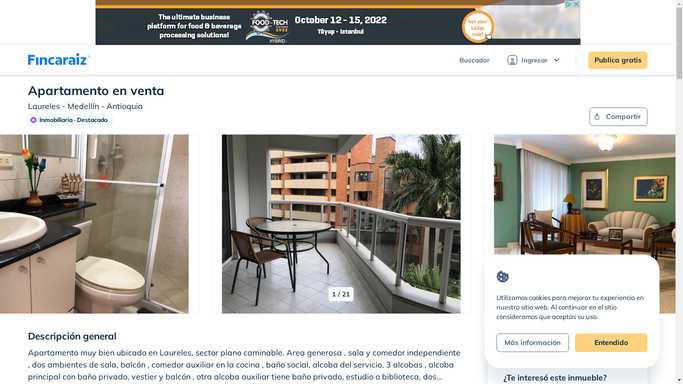 The ultimate business
platform for food & beverage
processing solutions!
FOOD-TECH
HYBRID
October 12 - 15, 2022
Tüyap - Istanbul
Fincaraiz
Buscador
Ingresar
Publica gratis
Apartamento en venta
Laureles - Medellín - Antioquia
Inmobiliaria · Destacado
Compartir
1 / 21
Utilizamos cookies para mejorar tu experiencia en
nuestro sitio web. Al continuar en el sitio
consideramos que aceptas su uso.
Más información
Entendido
Descripción general
Apartamento muy bien ubicado en Laureles, sector plano caminable. Area generosa , sala y comedor independiente
, dos ambientes de sala, balcón , comedor auxiliar en la cocina , baño social, alcoba del servicio. 3 alcobas , alcoba
principal con baño privado, vestier y balcón , otra alcoba auxiliar tiene baño privado, estudio o biblioteca, dos...
¿Te interesó este inmueble?